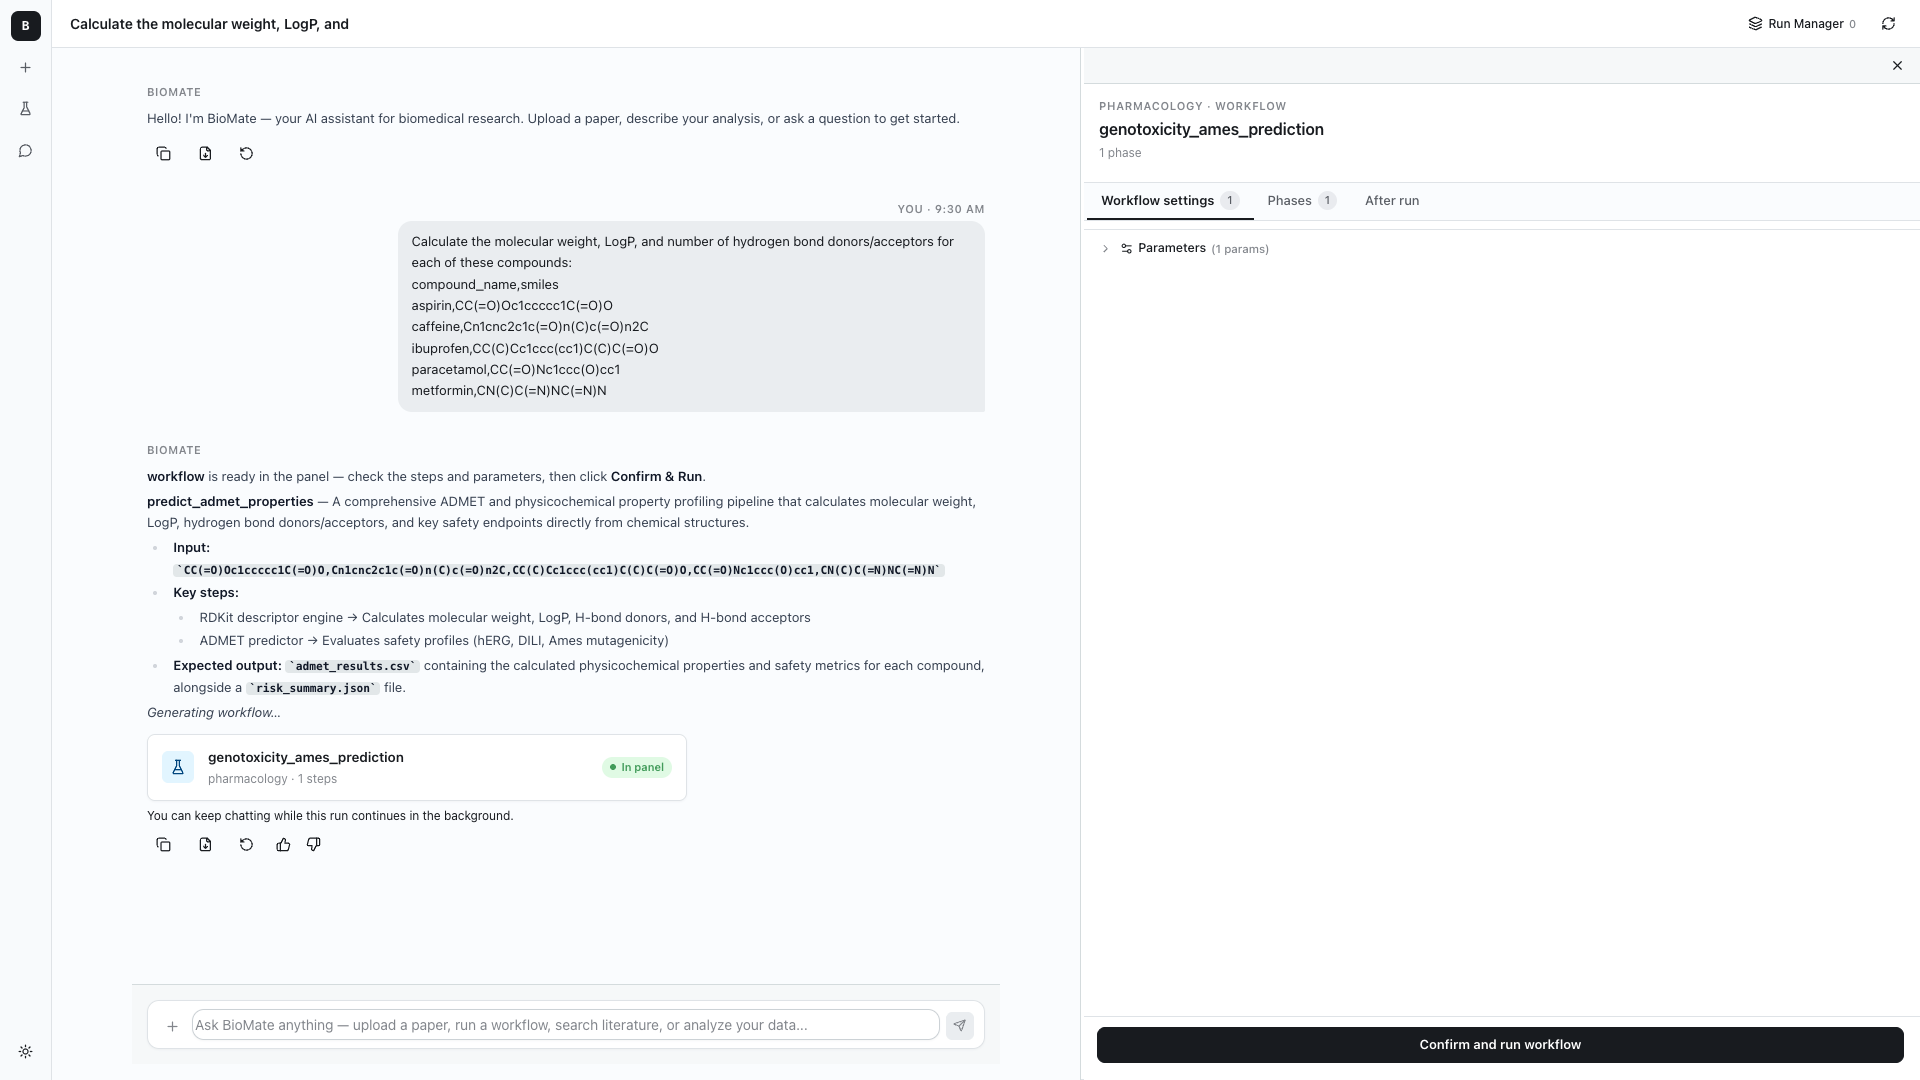 B
Calculate the molecular weight, LogP, and
Run Manager 0
BIOMATE
Hello! I'm BioMate — your AI assistant for biomedical research. Upload a paper, describe your analysis, or ask a question to get started.
YOU · 9:30 AM
Calculate the molecular weight, LogP, and number of hydrogen bond donors/acceptors for
each of these compounds:
compound_name,smiles
aspirin,CC(=O)Oc1ccccc1C(=O)O
caffeine,Cn1cnc2c1c(=O)n(C)c(=O)n2C
ibuprofen,CC(C)Cc1ccc(cc1)C(C)C(=O)O
paracetamol,CC(=O)Nc1ccc(O)cc1
metformin,CN(C)C(=N)NC(=N)N
BIOMATE
workflow is ready in the panel — check the steps and parameters, then click Confirm & Run.
predict_admet_properties — A comprehensive ADMET and physicochemical property profiling pipeline that calculates molecular weight,
LogP, hydrogen bond donors/acceptors, and key safety endpoints directly from chemical structures.
Input:
`CC(=O)Oc1ccccc1C(=O)O,Cn1cnc2c1c(=O)n(C)c(=O)n2C,CC(C)Cc1ccc(cc1)C(C)C(=O)O,CC(=O)Nc1ccc(O)cc1,CN(C)C(=N)NC(=N)N`
Key steps:
RDKit descriptor engine → Calculates molecular weight, LogP, H-bond donors, and H-bond acceptors
ADMET predictor → Evaluates safety profiles (hERG, DILI, Ames mutagenicity)
Expected output: `admet_results.csv` containing the calculated physicochemical properties and safety metrics for each compound,
alongside a `risk_summary.json` file.
Generating workflow...
genotoxicity_ames_prediction
pharmacology · 1 steps
In panel
You can keep chatting while this run continues in the background.
Ask BioMate anything — upload a paper, run a workflow, search literature, or analyze your data...
PHARMACOLOGY · WORKFLOW
genotoxicity_ames_prediction
1 phase
Workflow settings 1 Phases 1 After run
Parameters (1 params)
Confirm and run workflow